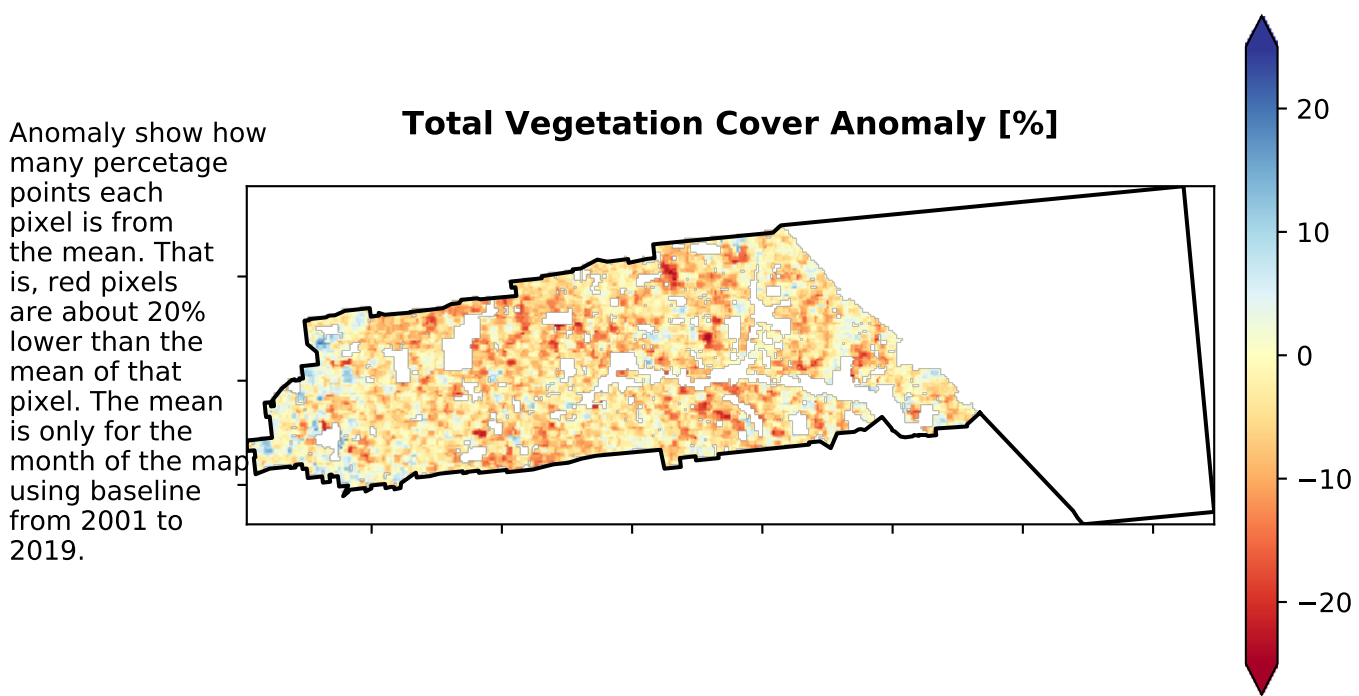 Total Vegetation Cover Anomaly [%]
Anomaly show how
many percetage
points each
pixel is from
the mean. That
is, red pixels
are about 20%
lower than the
mean of that
pixel. The mean
is only for the
month of the map
using baseline
from 2001 to
2019.
20
10
0
−10
−20